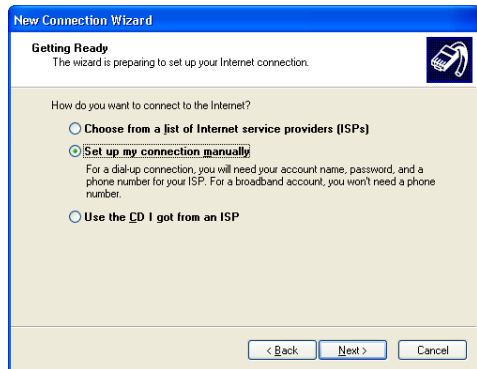 New Connection Wizard
Getting Ready
The wizard is preparing to set up your Internet connection.
How do you want to connect to the Internet?
Choose from a list of Internet service providers (ISPs)
Set up my connection manually
For a dial-up connection, you will need your account name, password, and a
phone number for your ISP. For a broadband account, you won't need a phone
number.
Use the CD I got from an ISP
< Back Next > Cancel